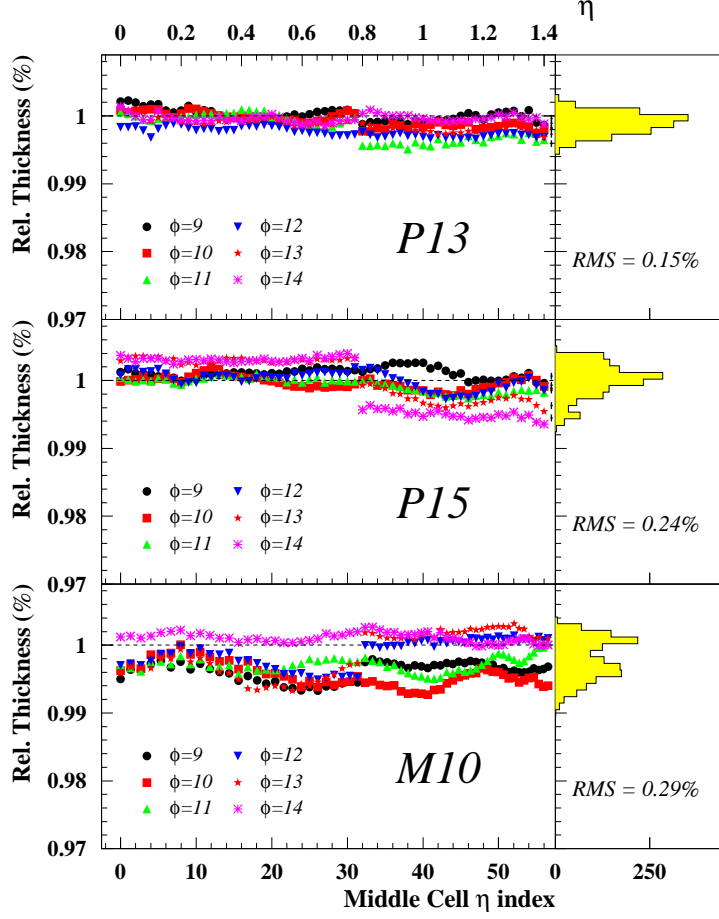 η
0 0.2 0.4 0.6 0.8 1 1.2 1.4
Rel. Thickness (%)
1
0.99
0.98
0.97
ϕ=9 ϕ=12
ϕ=10 ϕ=13
ϕ=11 ϕ=14
P13
RMS = 0.15%
Rel. Thickness (%)
1
0.99
0.98
0.97
ϕ=9 ϕ=12
ϕ=10 ϕ=13
ϕ=11 ϕ=14
P15
RMS = 0.24%
Rel. Thickness (%)
1
0.99
0.98
0.97
ϕ=9 ϕ=12
ϕ=10 ϕ=13
ϕ=11 ϕ=14
M10
RMS = 0.29%
0 10 20 30 40 50 0 250
Middle Cell η index